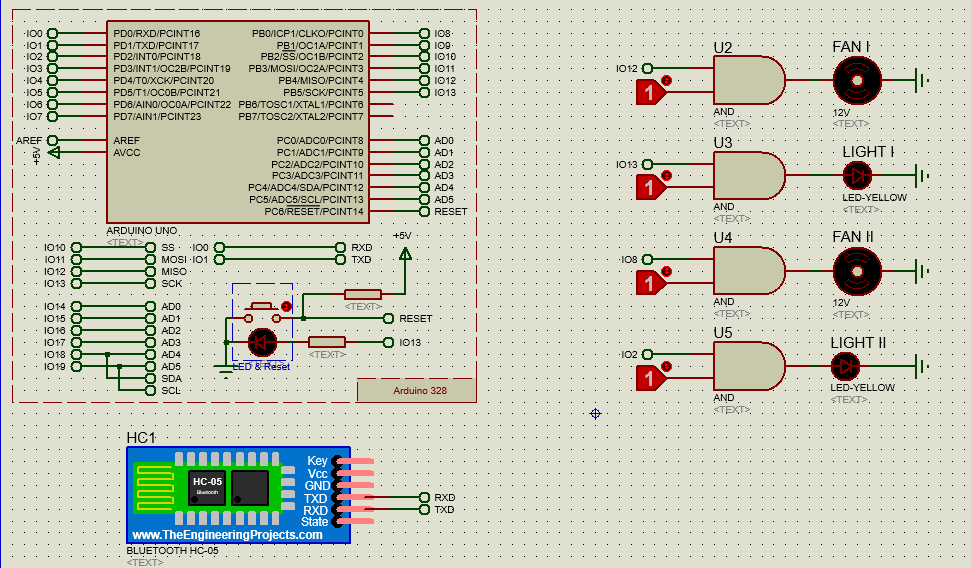 IO0 PD0/RXD/PCINT16 PB0/ICP1/CLKO/PCINT0 IO8
IO1 PD1/TXD/PCINT17 PB1/OC1A/PCINT1 IO9
IO2 PD2/INT0/PCINT18 PB2/SS/OC1B/PCINT2 IO10
IO3 PD3/INT1/OC2B/PCINT19 PB3/MOSI/OC2A/PCINT3 IO11
IO4 PD4/T0/XCK/PCINT20 PB4/MISO/PCINT4 IO12
IO5 PD5/T1/OC0B/PCINT21 PB5/SCK/PCINT5 IO13
IO6 PD6/AIN0/OC0A/PCINT22 PB6/TOSC1/XTAL1/PCINT6
IO7 PD7/AIN1/PCINT23 PB7/TOSC2/XTAL2/PCINT7
AREF AREF PC0/ADC0/PCINT8 AD0
+5V AVCC PC1/ADC1/PCINT9 AD1
PC2/ADC2/PCINT10 AD2
PC3/ADC3/PCINT11 AD3
PC4/ADC4/SDA/PCINT12 AD4
PC5/ADC5/SCL/PCINT13 AD5
PC6/RESET/PCINT14 RESET
ARDUINO UNO
<TEXT>
IO10 SS IO0 RXD
IO11 MOSI IO1 TXD
IO12 MISO
IO13 SCK
+5V
IO14 AD0
IO15 AD1
IO16 AD2
IO17 AD3
IO18 AD4
IO19 AD5
SDA
SCL
<TEXT>
RESET
IO13
<TEXT>
LED & Reset
Arduino 328
U2 FAN I
IO12
1
AND 12V
<TEXT> <TEXT>
U3 LIGHT I
IO13
1
LED-YELLOW
AND <TEXT>
<TEXT>
U4 FAN II
IO8
1
AND 12V
<TEXT> <TEXT>
U5 LIGHT II
IO2
1
LED-YELLOW
AND <TEXT>
<TEXT>
HC1
HC-05
Bluetooth
Key
Vcc
GND
TXD RXD
RXD TXD
State
www.TheEngineeringProjects.com
BLUETOOTH HC-05
<TEXT>